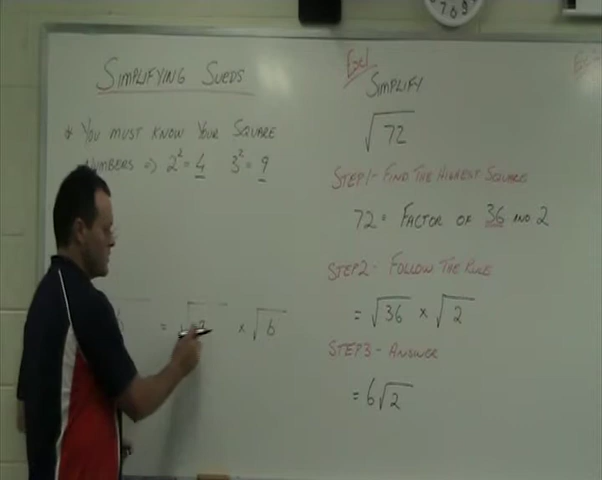 SIMPLIFYING SURDS
* YOU MUST KNOW YOUR SQUARE
NUMBERS => 2² = 4 3² = 9
= √2 × √6
Ex1
SIMPLIFY
√72
STEP 1 - FIND THE HIGHEST SQUARE
72 = FACTOR OF 36 AND 2
STEP 2 - FOLLOW THE RULE
= √36 × √2
STEP 3 - ANSWER
= 6√2